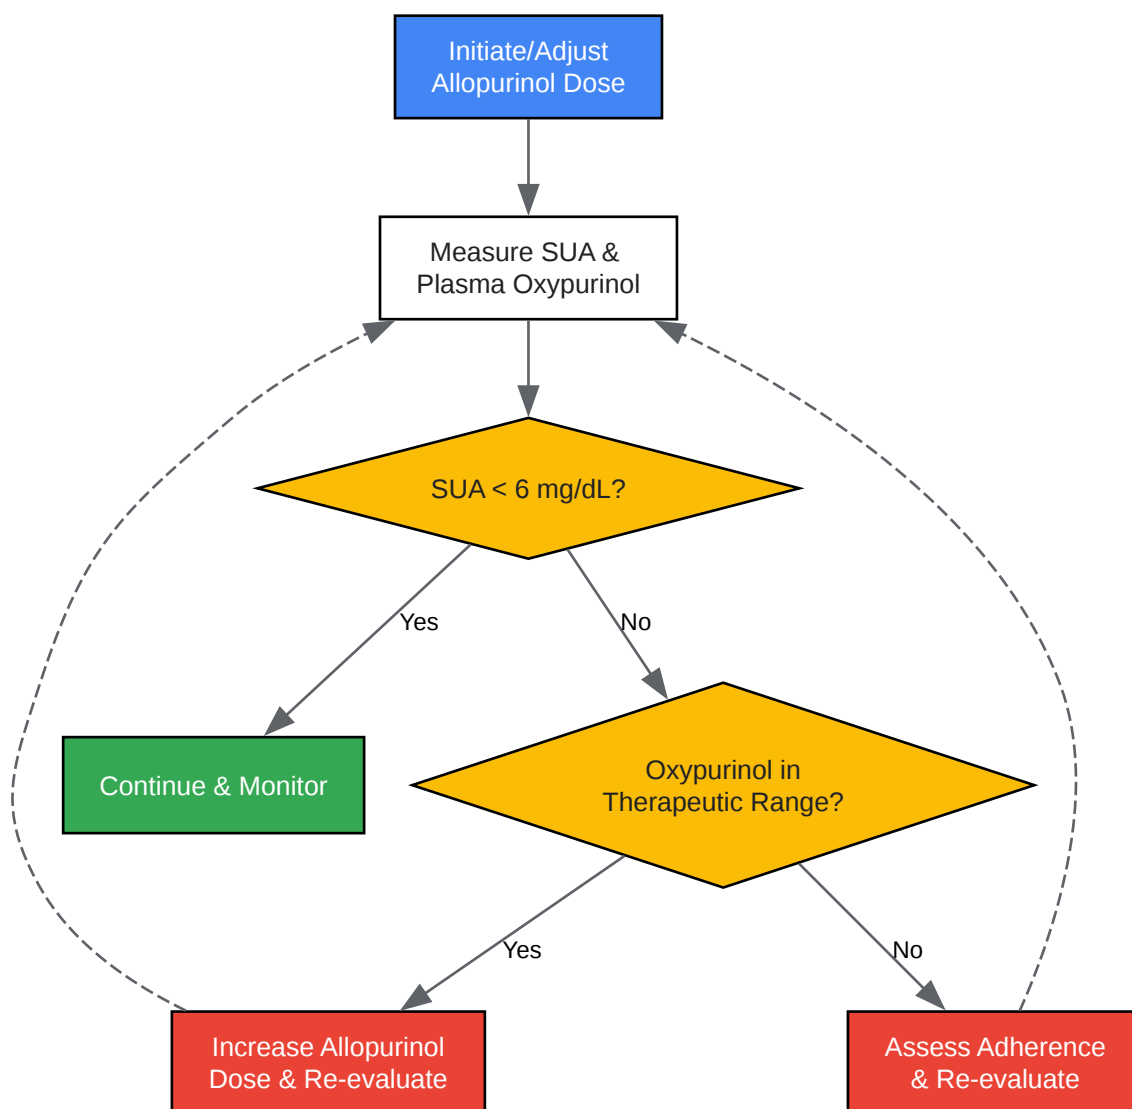 Initiate/Adjust
Allopurinol Dose
Measure SUA &
Plasma Oxypurinol
SUA < 6 mg/dL?
Yes
No
Continue & Monitor
Oxypurinol in
Therapeutic Range?
Yes
No
Increase Allopurinol
Dose & Re-evaluate
Assess Adherence
& Re-evaluate